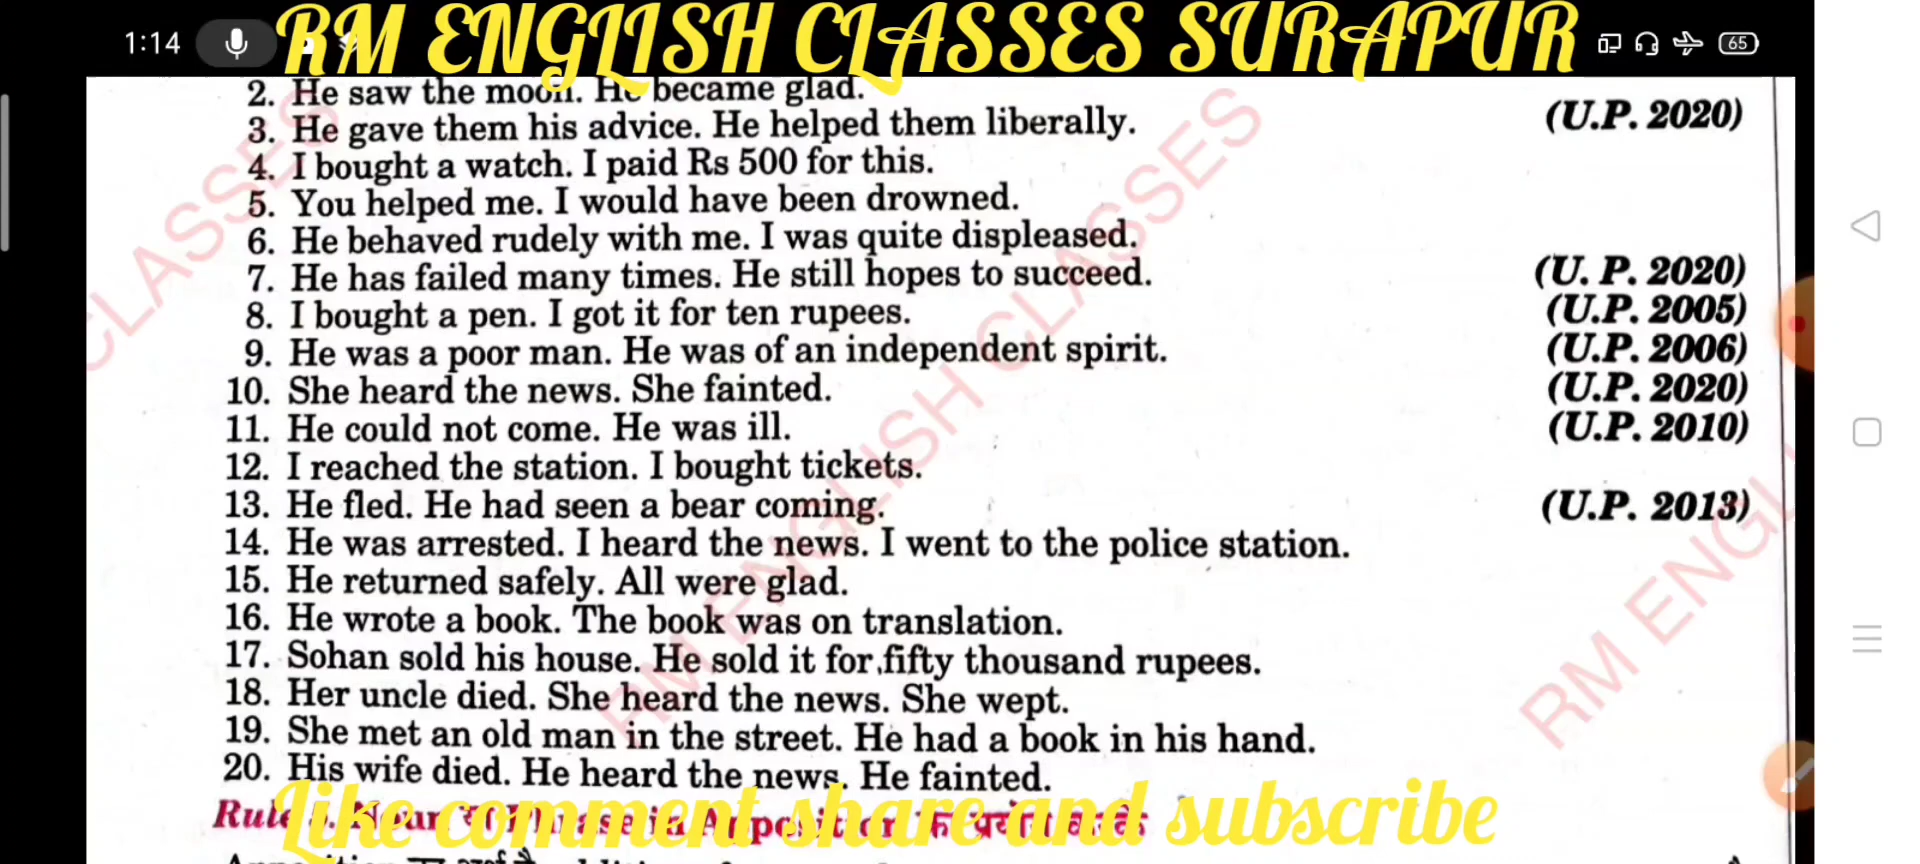 RM ENGLISH CLASSES SURAPUR
1:14
65
2. He saw the moon. He became glad.
3. He gave them his advice. He helped them liberally. (U.P. 2020)
4. I bought a watch. I paid Rs 500 for this.
5. You helped me. I would have been drowned.
6. He behaved rudely with me. I was quite displeased.
7. He has failed many times. He still hopes to succeed. (U. P. 2020)
8. I bought a pen. I got it for ten rupees. (U.P. 2005)
9. He was a poor man. He was of an independent spirit. (U.P. 2006)
10. She heard the news. She fainted. (U.P. 2020)
11. He could not come. He was ill. (U.P. 2010)
12. I reached the station. I bought tickets.
13. He fled. He had seen a bear coming. (U.P. 2013)
14. He was arrested. I heard the news. I went to the police station.
15. He returned safely. All were glad.
16. He wrote a book. The book was on translation.
17. Sohan sold his house. He sold it for fifty thousand rupees.
18. Her uncle died. She heard the news. She wept.
19. She met an old man in the street. He had a book in his hand.
20. His wife died. He heard the news. He fainted.
Like comment share and subscribe
CLASSES
RM ENGLISH CLASSES
RM ENGLI